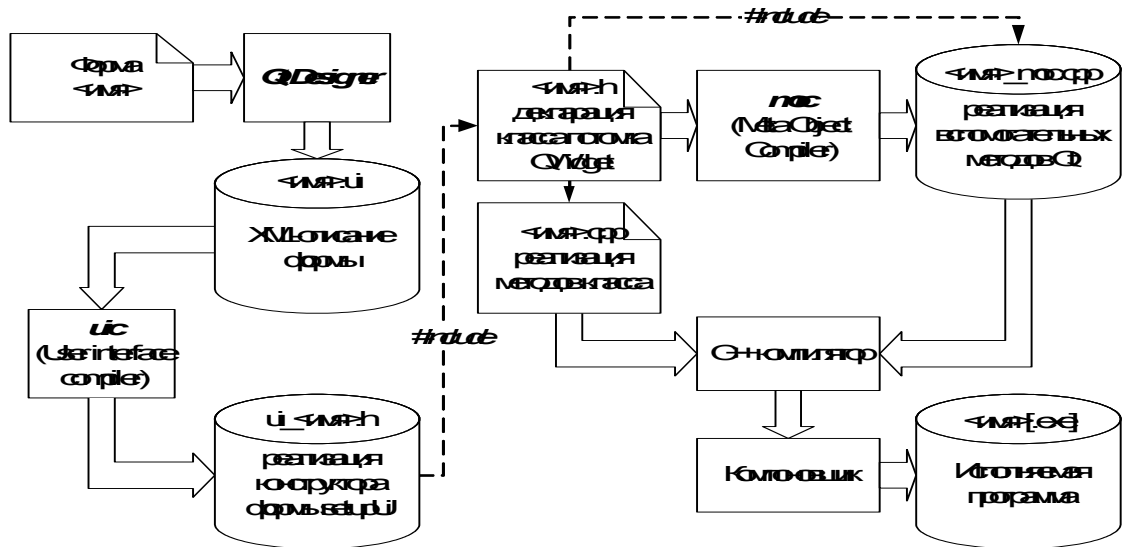 Форма
<имя>
Qt Designer
<имя>.ui
XML-описание
формы
uic
(User interface
compiler)
ui_<имя>.h
реализация
конструктора
формы setupUi
#include
#include
<имя>.h
декларация
класса потомка
QWidget
moc
(Meta Object
Compiler)
<имя>_moc.cpp
реализация
вспомогательных
методов Qt
<имя>.cpp
реализация
методов класса
C++ компилятор
Компоновщик
<имя>[.exe]
Исполняемая
программа